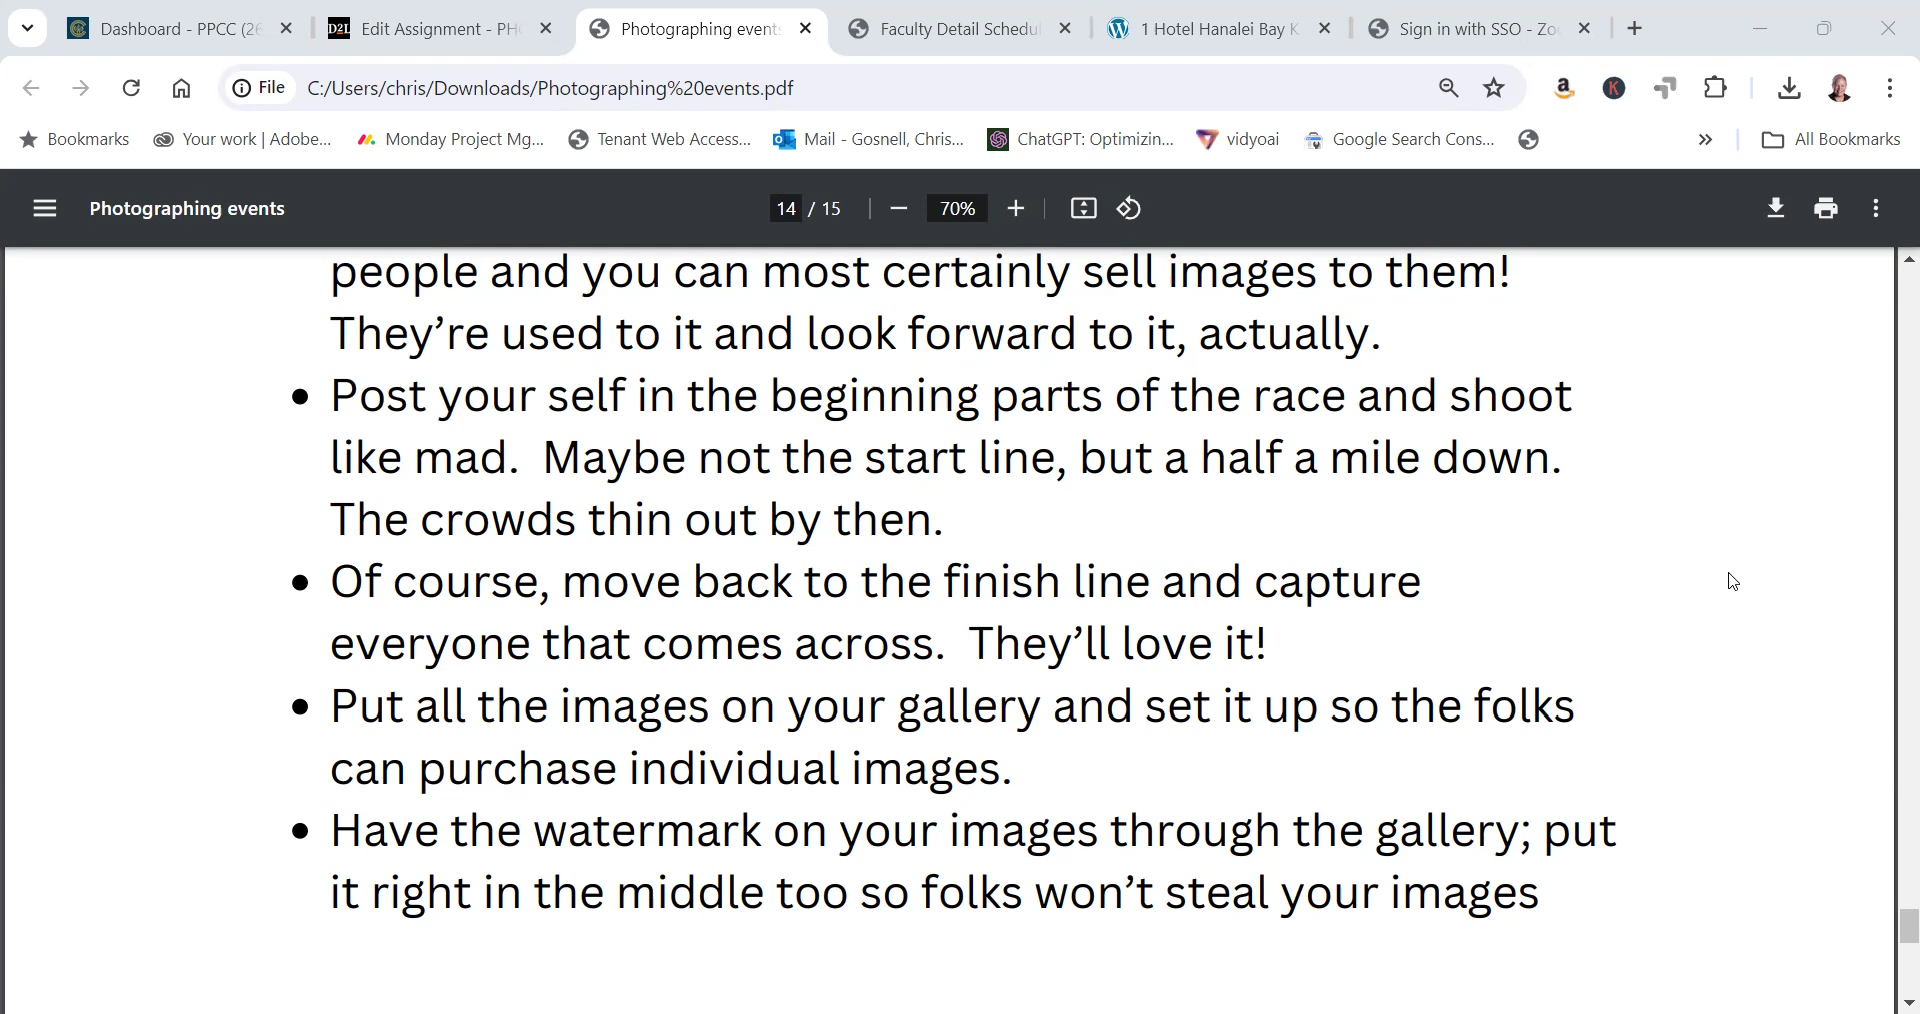 Dashboard - PPCC (26
Edit Assignment - PH
Photographing events
Faculty Detail Schedul
1 Hotel Hanalei Bay K
Sign in with SSO - Zo
File
C:/Users/chris/Downloads/Photographing%20events.pdf
Bookmarks
Your work | Adobe...
Monday Project Mg...
Tenant Web Access...
Mail - Gosnell, Chris...
ChatGPT: Optimizin...
vidyoai
Google Search Cons...
All Bookmarks
Photographing events
14 / 15
70%
people and you can most certainly sell images to them!
They’re used to it and look forward to it, actually.
• Post your self in the beginning parts of the race and shoot
like mad. Maybe not the start line, but a half a mile down.
The crowds thin out by then.
• Of course, move back to the finish line and capture
everyone that comes across. They’ll love it!
• Put all the images on your gallery and set it up so the folks
can purchase individual images.
• Have the watermark on your images through the gallery; put
it right in the middle too so folks won’t steal your images